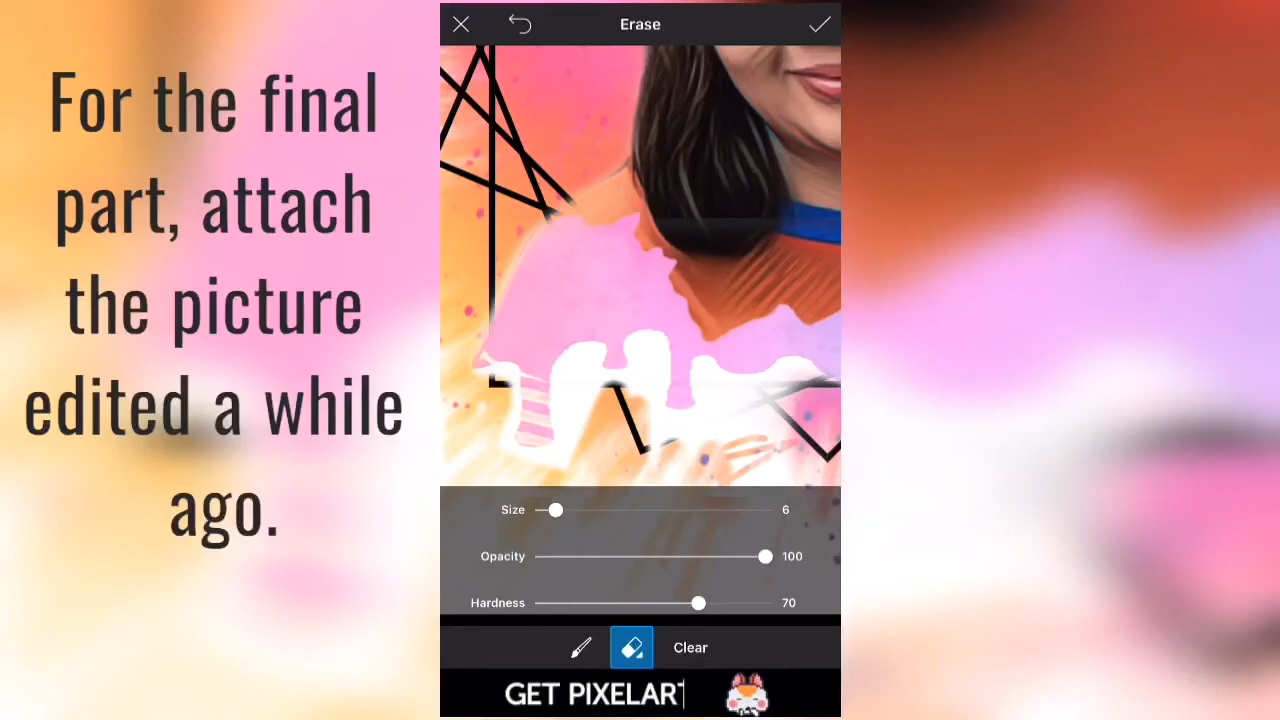 For the final
part, attach
the picture
edited a while
ago.
Erase
Size 6
Opacity 100
Hardness 70
Clear
GET PIXELART